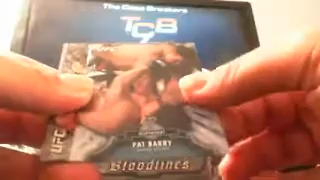 The Case Breakers
TCB
UFC
PAT BARRY
Bloodlines